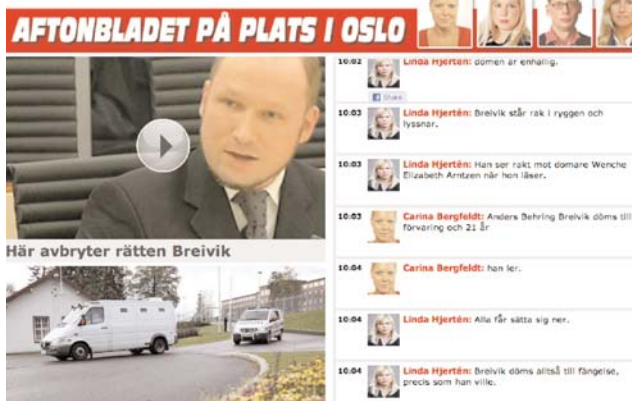 AFTONBLADET PÅ PLATS I OSLO
Här avbryter rätten Breivik
10:02 Linda Hjertén: domen är enhällig.
Share
10:03 Linda Hjertén: Breivik står rak i ryggen och
lyssnar.
10:03 Linda Hjertén: Han ser rakt mot domare Wenche
Elizabeth Arntzen när hon läser.
10:03 Carina Bergfeldt: Anders Behring Breivik döms till
förvaring och 21 år
10:04 Carina Bergfeldt: han ler.
10:04 Linda Hjertén: Alla får sätta sig ner.
10:04 Linda Hjertén: Breivik döms alltså till fängelse,
precis som han ville.